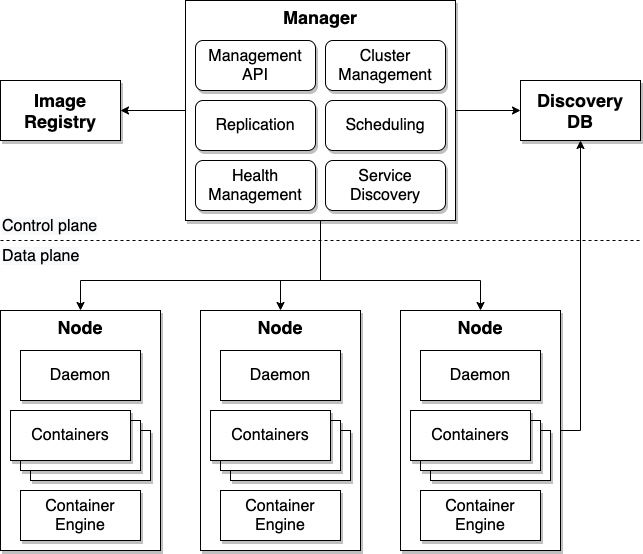 Manager
Management
API
Cluster
Management
Image
Registry
Replication
Scheduling
Discovery
DB
Health
Management
Service
Discovery
Control plane
Data plane
Node
Daemon
Containers
Container
Engine
Node
Daemon
Containers
Container
Engine
Node
Daemon
Containers
Container
Engine